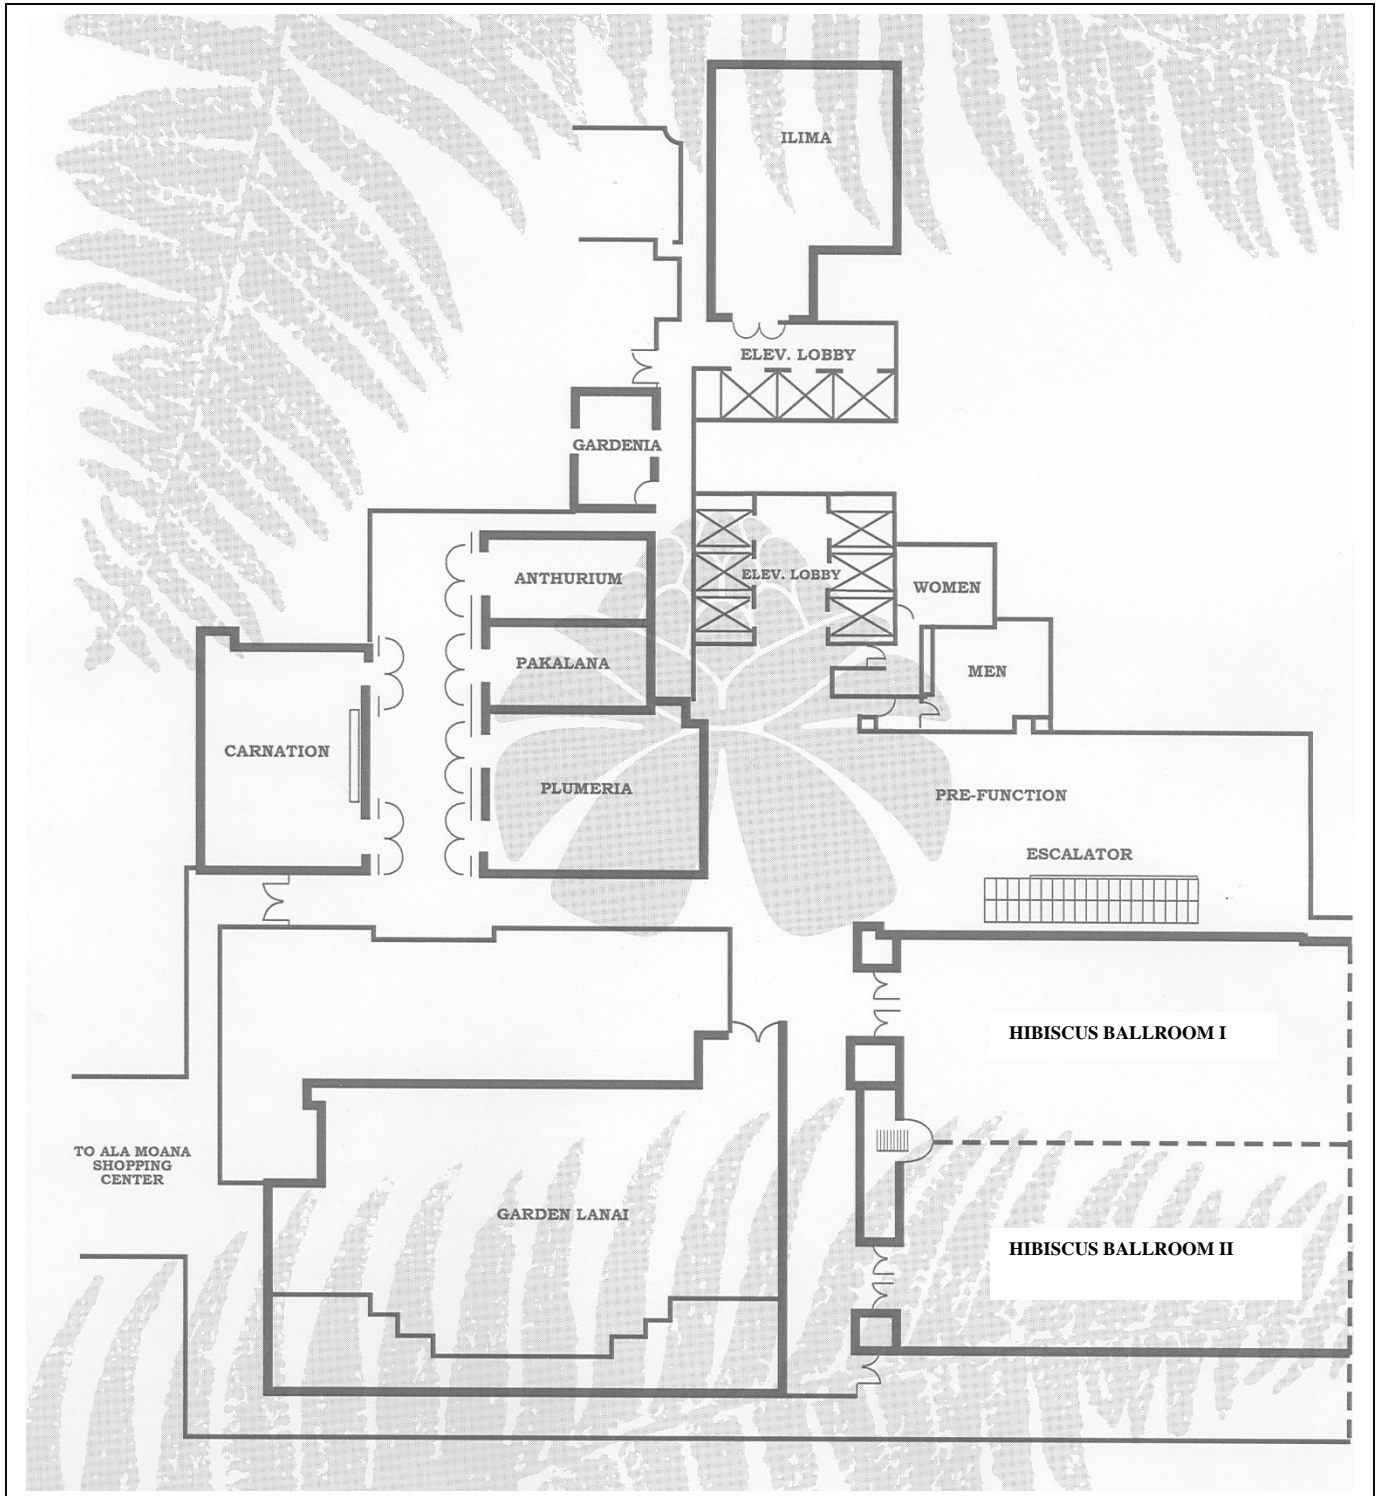 ILIMA
ELEV. LOBBY
GARDENIA
ANTHURIUM
ELEV. LOBBY
WOMEN
PAKALANA
MEN
CARNATION
PLUMERIA
PRE-FUNCTION
ESCALATOR
HIBISCUS BALLROOM I
TO ALA MOANA
SHOPPING
CENTER
GARDEN LANAI
HIBISCUS BALLROOM II